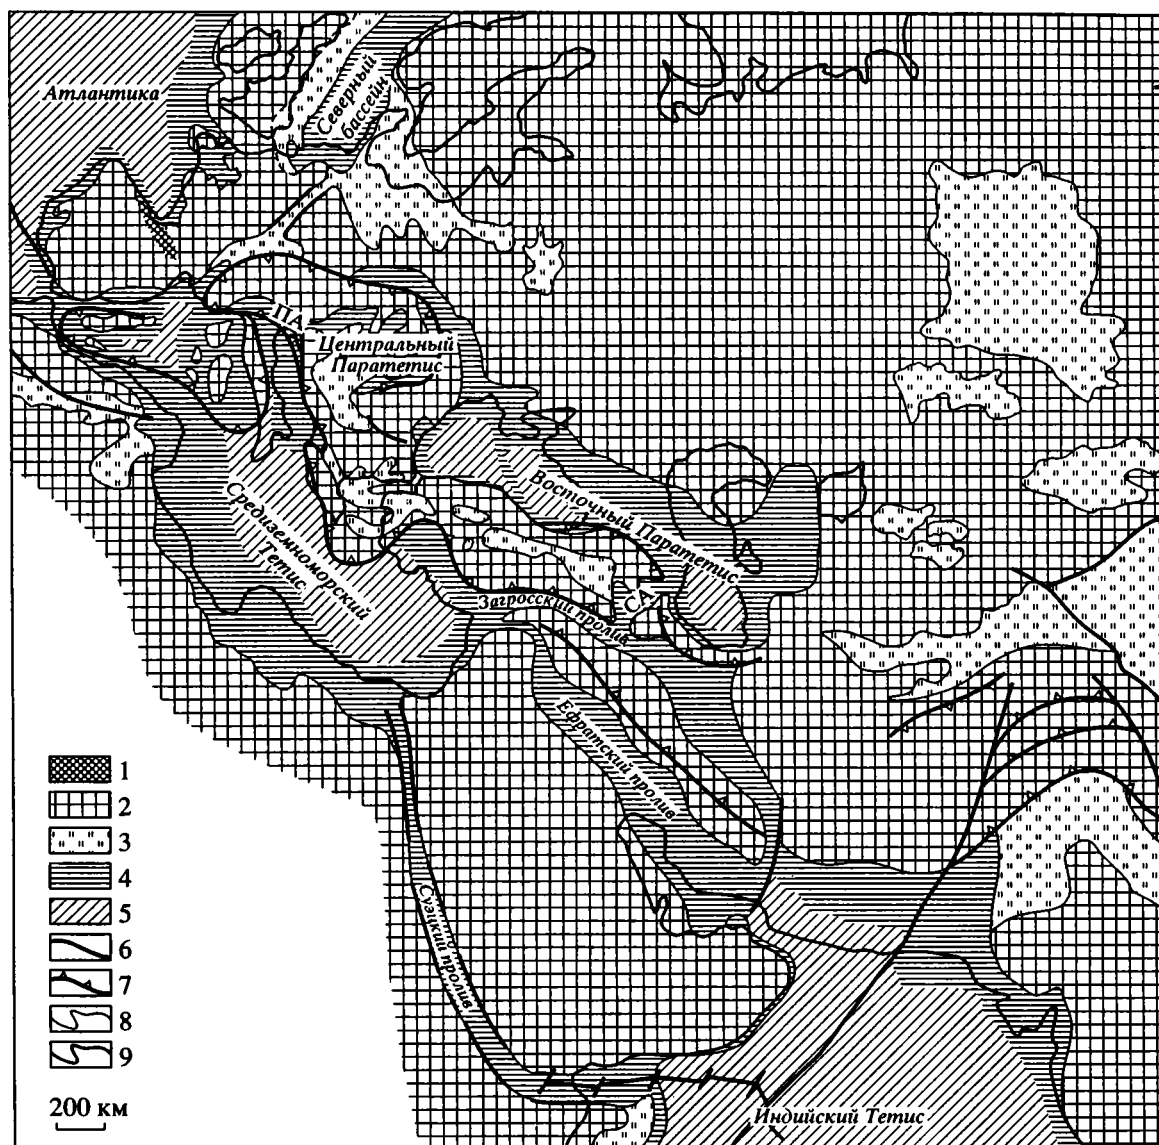 Атлантика
Северный
бассейн
ПА
Центральный
Паратетис
Восточный Паратетис
Средиземноморский
Тетис
Загросский пролив
СА
Ефратский пролив
Суэцкий пролив
Индийский Тетис
1
2
3
4
5
6
7
8
9
200 км